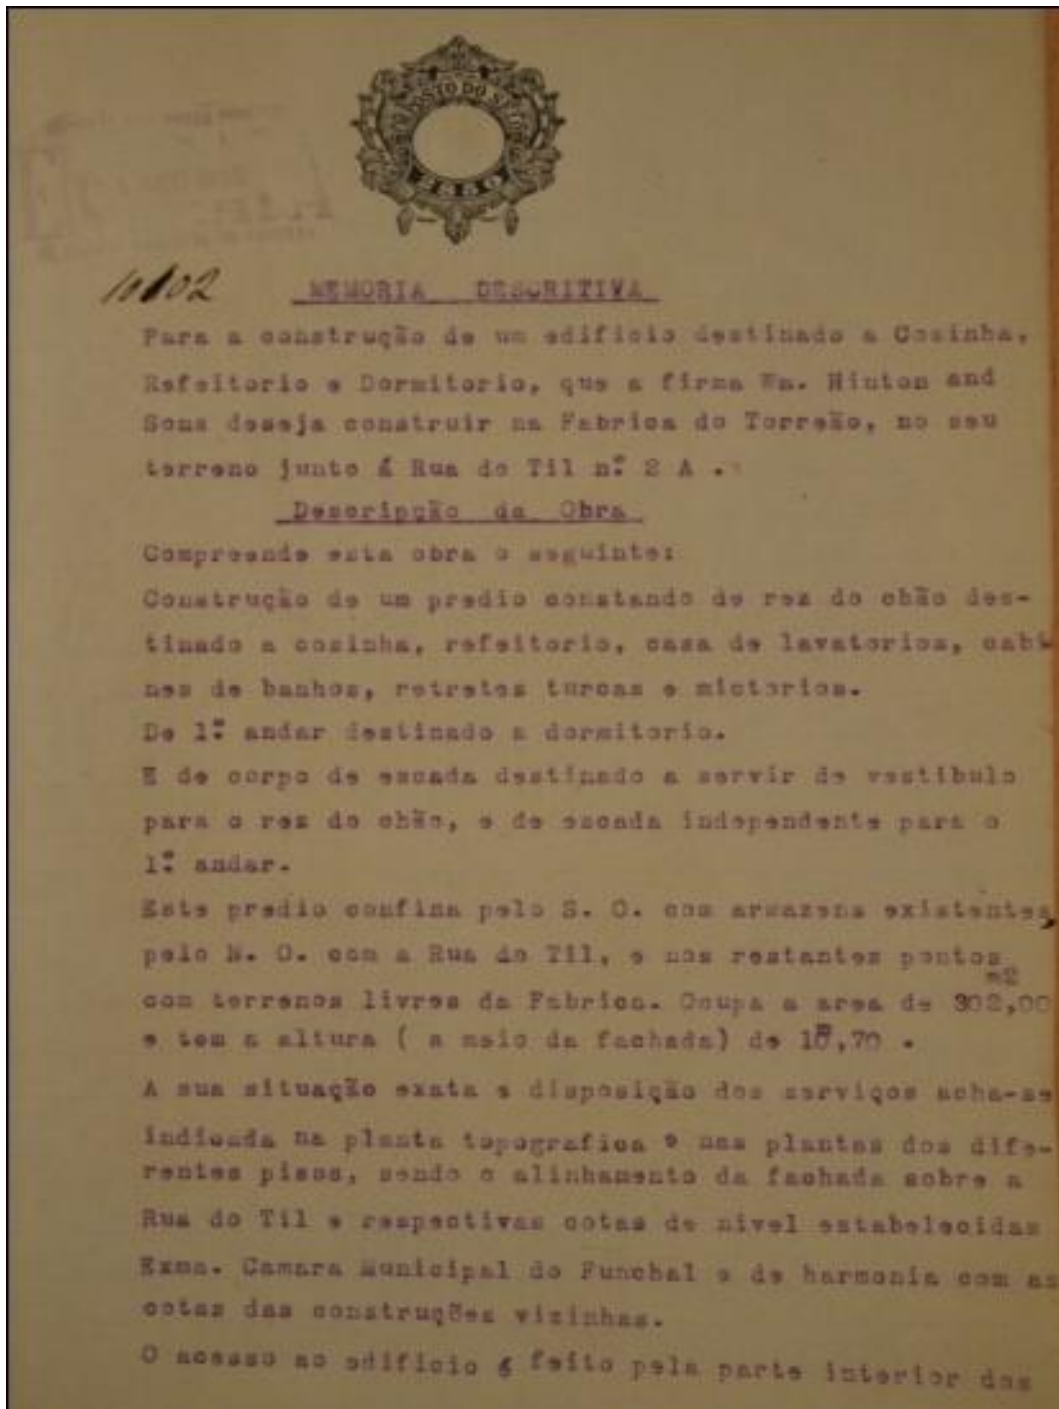 IMPOSTO DO SELO
10602
MEMORIA DESCRITIVA
Para a construção de um edificio destinado a Cosinha,
Refeitorio e Dormitorio, que a firma Wm. Hinton and
Sons deseja construir na Fabrica do Torreão, no seu
terreno junto á Rua do Til nº 2 A .
Descripção da Obra
Compreende esta obra o seguinte:
Construção de um predio constando de rez do chão des-
tinado a cosinha, refeitorio, casa de lavatorios, cabi-
nes de banhos, retretes turcas e mictorios.
De 1º andar destinado a dormitorio.
E de corpo de escada destinado a servir de vestibulo
para o rez do chão, e de escada independente para o
1º andar.
Este predio confina pelo S. O. com armazens existentes,
pelo N. O. com a Rua do Til, e nos restantes pontos
com terrenos livres da Fabrica. Ocupa a area de 302,00 m2
e tem a altura ( a meio da fachada) de ,70 .
A sua situação exata e disposição dos serviços acha-se
indicada na planta topografica e nas plantas dos dife-
rentes pisos, sendo o alinhamento da fachada sobre a
Rua do Til e respectivas cotas de nivel estabelecidas
Exma. Camara Municipal do Funchal e de harmonia com as
cotas das construções vizinhas.
O acesso ao edificio é feito pela parte interior dos